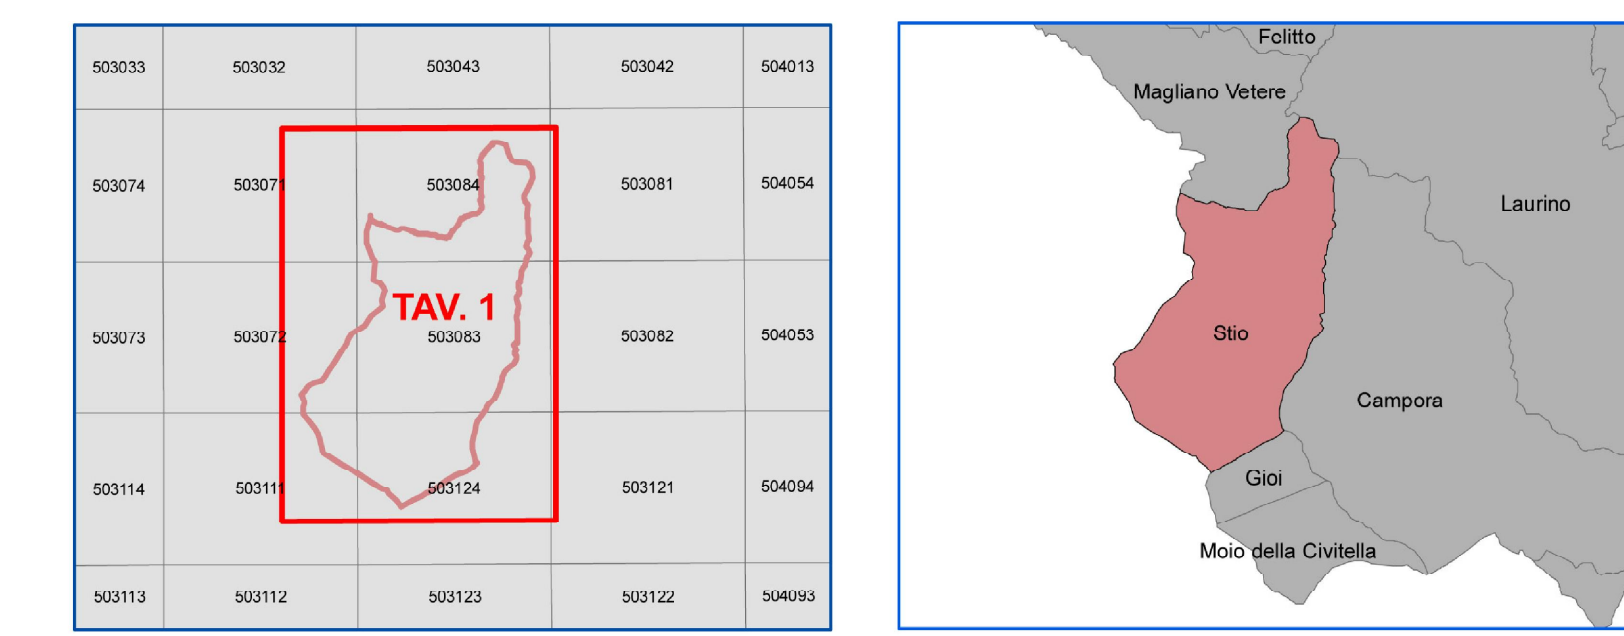 503033 503032 503043 503042 504013
503074 503071 503084 503081 504054
TAV. 1
503073 503072 503083 503082 504053
503114 503111 503124 503121 504094
503113 503112 503123 503122 504093
Felitto
Magliano Vetere
Laurino
Stio
Campora
Gioi
Moio della Civitella